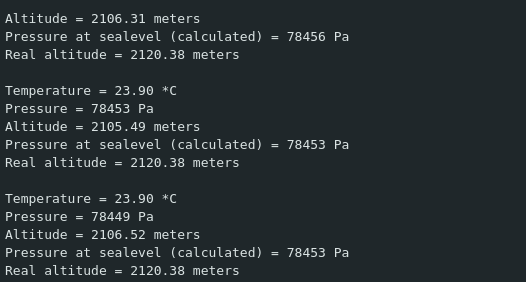 Altitude = 2106.31 meters
Pressure at sealevel (calculated) = 78456 Pa
Real altitude = 2120.38 meters
Temperature = 23.90 *C
Pressure = 78453 Pa
Altitude = 2105.49 meters
Pressure at sealevel (calculated) = 78453 Pa
Real altitude = 2120.38 meters
Temperature = 23.90 *C
Pressure = 78449 Pa
Altitude = 2106.52 meters
Pressure at sealevel (calculated) = 78453 Pa
Real altitude = 2120.38 meters